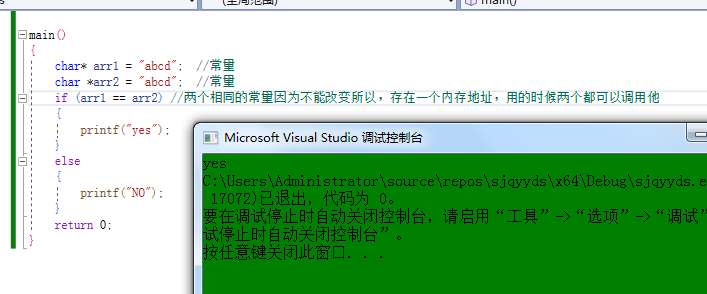 s (全局范围) main()
main()
{
char* arr1 = "abcd"; //常量
char *arr2 = "abcd"; //常量
if (arr1 == arr2) //两个相同的常量因为不能改变所以，存在一个内存地址，用的时候两个都可以调用他
{
printf("yes");
}
else
{
printf("NO");
}
return 0;
}
Microsoft Visual Studio 调试控制台
yes
C:\Users\Administrator\source\repos\sjqyyds\x64\Debug\sjqyyds.e
17072)已退出，代码为 0。
要在调试停止时自动关闭控制台，请启用“工具”->“选项”->“调试”
试停止时自动关闭控制台”。
按任意键关闭此窗口. . .